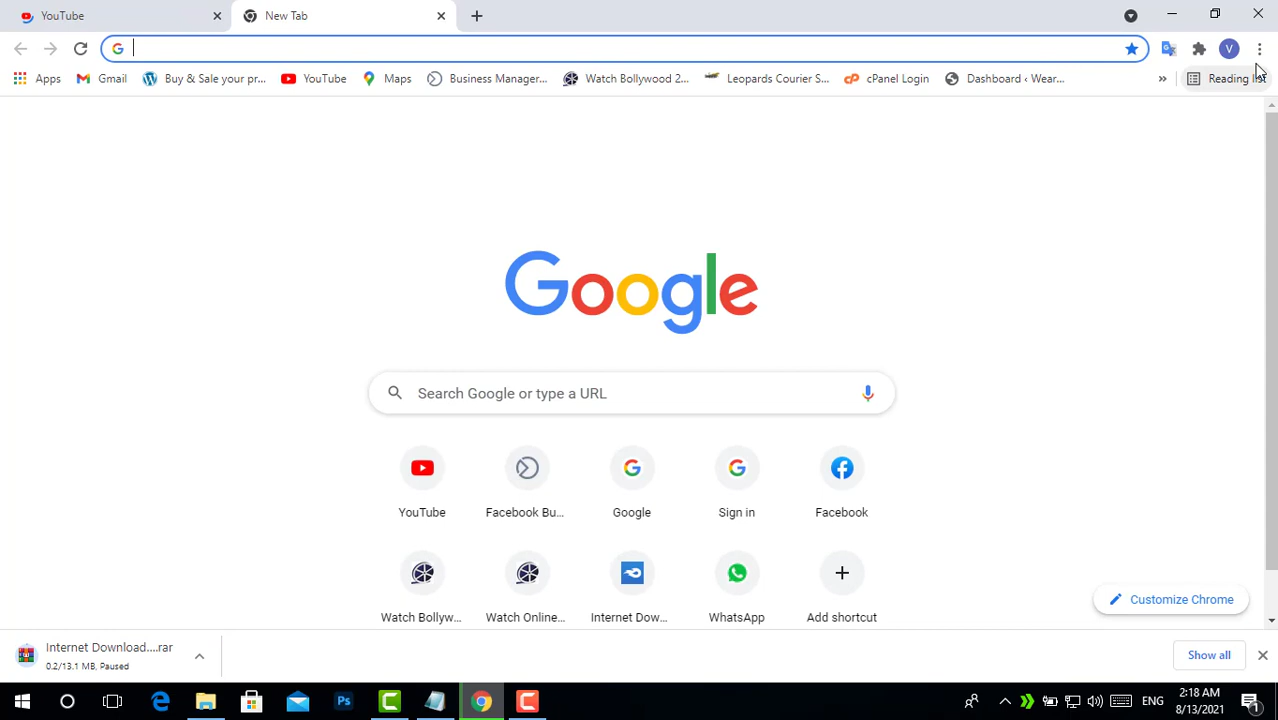 YouTube
New Tab
Apps
Gmail
Buy & Sale your pr...
YouTube
Maps
Business Manager...
Watch Bollywood 2...
Leopards Courier S...
cPanel Login
Dashboard ‹ Wear...
»
Reading list
V
Google
Search Google or type a URL
YouTube
Facebook Bu...
Google
Sign in
Facebook
Watch Bollyw...
Watch Online...
Internet Dow...
WhatsApp
Add shortcut
Customize Chrome
Internet Download....rar
0.2/13.1 MB, Paused
Show all
Ps
ENG
2:18 AM
8/13/2021
1